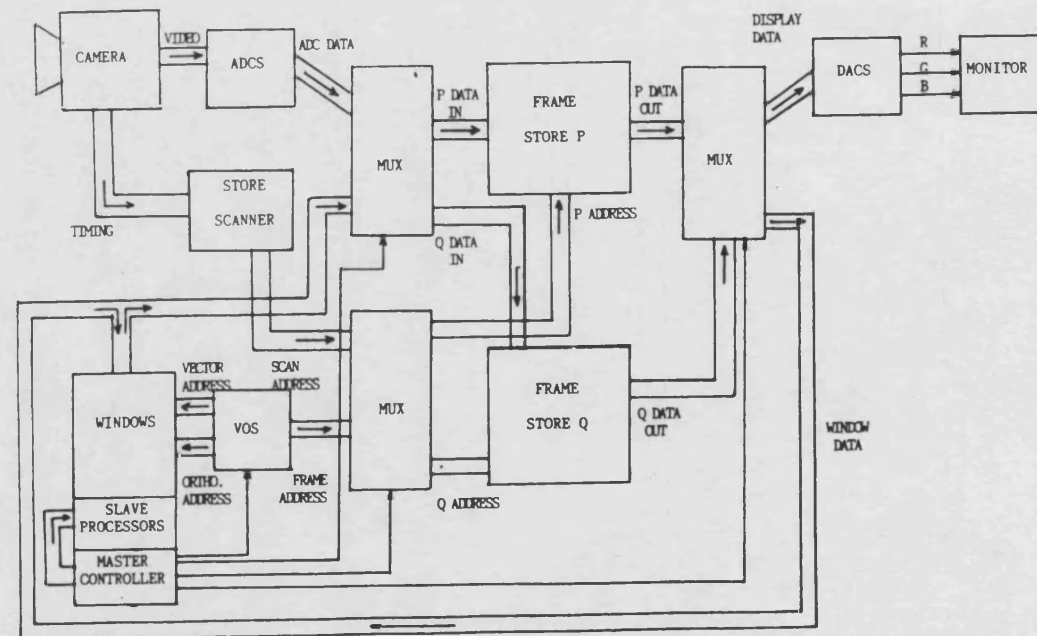 DISPLAY
DATA
VIDEO
CAMERA
ADCS
ADC DATA
DACS
R
G
B
MONITOR
MUX
P DATA
IN
FRAME
STORE P
P DATA
OUT
MUX
STORE
SCANNER
TIMING
Q DATA
IN
P ADDRESS
VECTOR
ADDRESS
SCAN
ADDRESS
WINDOWS
VOS
MUX
FRAME
STORE Q
Q DATA
OUT
WINDOW
DATA
ORTHO.
ADDRESS
FRAME
ADDRESS
Q ADDRESS
SLAVE
PROCESSORS
MASTER
CONTROLLER